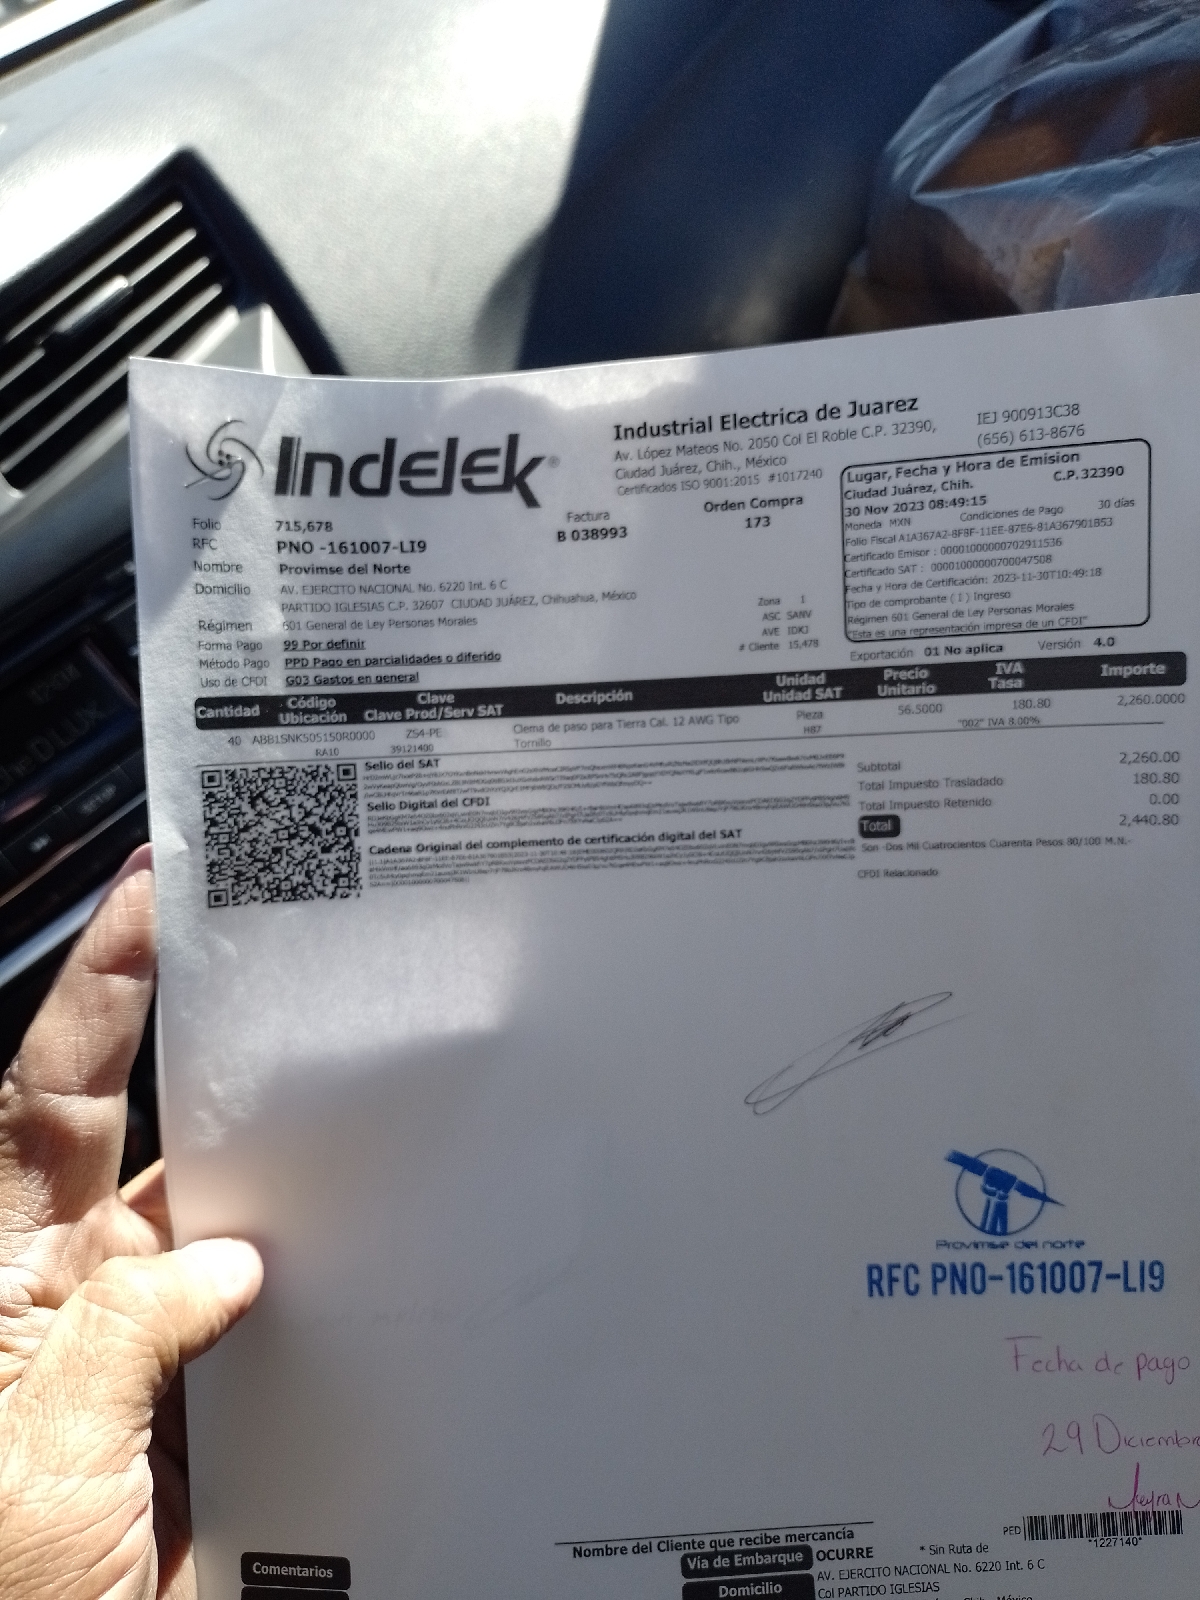 Indelek®
Industrial Electrica de Juarez
IEJ 900913C38
Av. López Mateos No. 2050 Col El Roble C.P. 32390,
(656) 613-8676
Ciudad Juárez, Chih., México
Certificados ISO 9001:2015 #1017240
Lugar, Fecha y Hora de Emision
Ciudad Juárez, Chih. C.P.32390
30 Nov 2023 08:49:15
Moneda MXN Condiciones de Pago 30 días
Folio Fiscal A1A367A2-8F8F-11EE-87E6-81A367901853
Certificado Emisor : 00001000000702911536
Certificado SAT : 00001000000700047508
Fecha y Hora de Certificación: 2023-11-30T10:49:18
Tipo de comprobante ( I ) Ingreso
Régimen 601 General de Ley Personas Morales
"Esta es una representación impresa de un CFDI"
Exportación 01 No aplica Versión 4.0
Folio 715,678
Factura
B 038993
Orden Compra
173
RFC PNO -161007-LI9
Nombre Provimse del Norte
Domicilio AV. EJERCITO NACIONAL No. 6220 Int. 6 C
PARTIDO IGLESIAS C.P. 32607 CIUDAD JUÁREZ, Chihuahua, México
Régimen 601 General de Ley Personas Morales
Forma Pago 99 Por definir
Método Pago PPD Pago en parcialidades o diferido
Uso de CFDI G03 Gastos en general
Zona 1
ASC SANV
AVE IDKJ
# Cliente 15,478
Cantidad Código Ubicación Clave Clave Prod/Serv SAT Descripción Unidad Unidad SAT Precio Unitario IVA Tasa Importe
40 ABB1SNK505150R0000 ZS4-PE Clema de paso para Tierra Cal. 12 AWG Tipo Pieza 56.5000 180.80 2,260.0000
RA10 39121400 Tornillo H87 "002" IVA 8.00%
Sello del SAT
Sello Digital del CFDI
Cadena Original del complemento de certificación digital del SAT
Subtotal 2,260.00
Total Impuesto Trasladado 180.80
Total Impuesto Retenido 0.00
Total 2,440.80
Son -Dos Mil Cuatrocientos Cuarenta Pesos 80/100 M.N.-
CFDI Relacionado
Provimse del norte
RFC PNO-161007-LI9
Fecha de pago
29 Diciembre
PED
*1227140*
Nombre del Cliente que recibe mercancía
Comentarios
Vía de Embarque OCURRE * Sin Ruta de
Domicilio AV. EJERCITO NACIONAL No. 6220 Int. 6 C
Col PARTIDO IGLESIAS